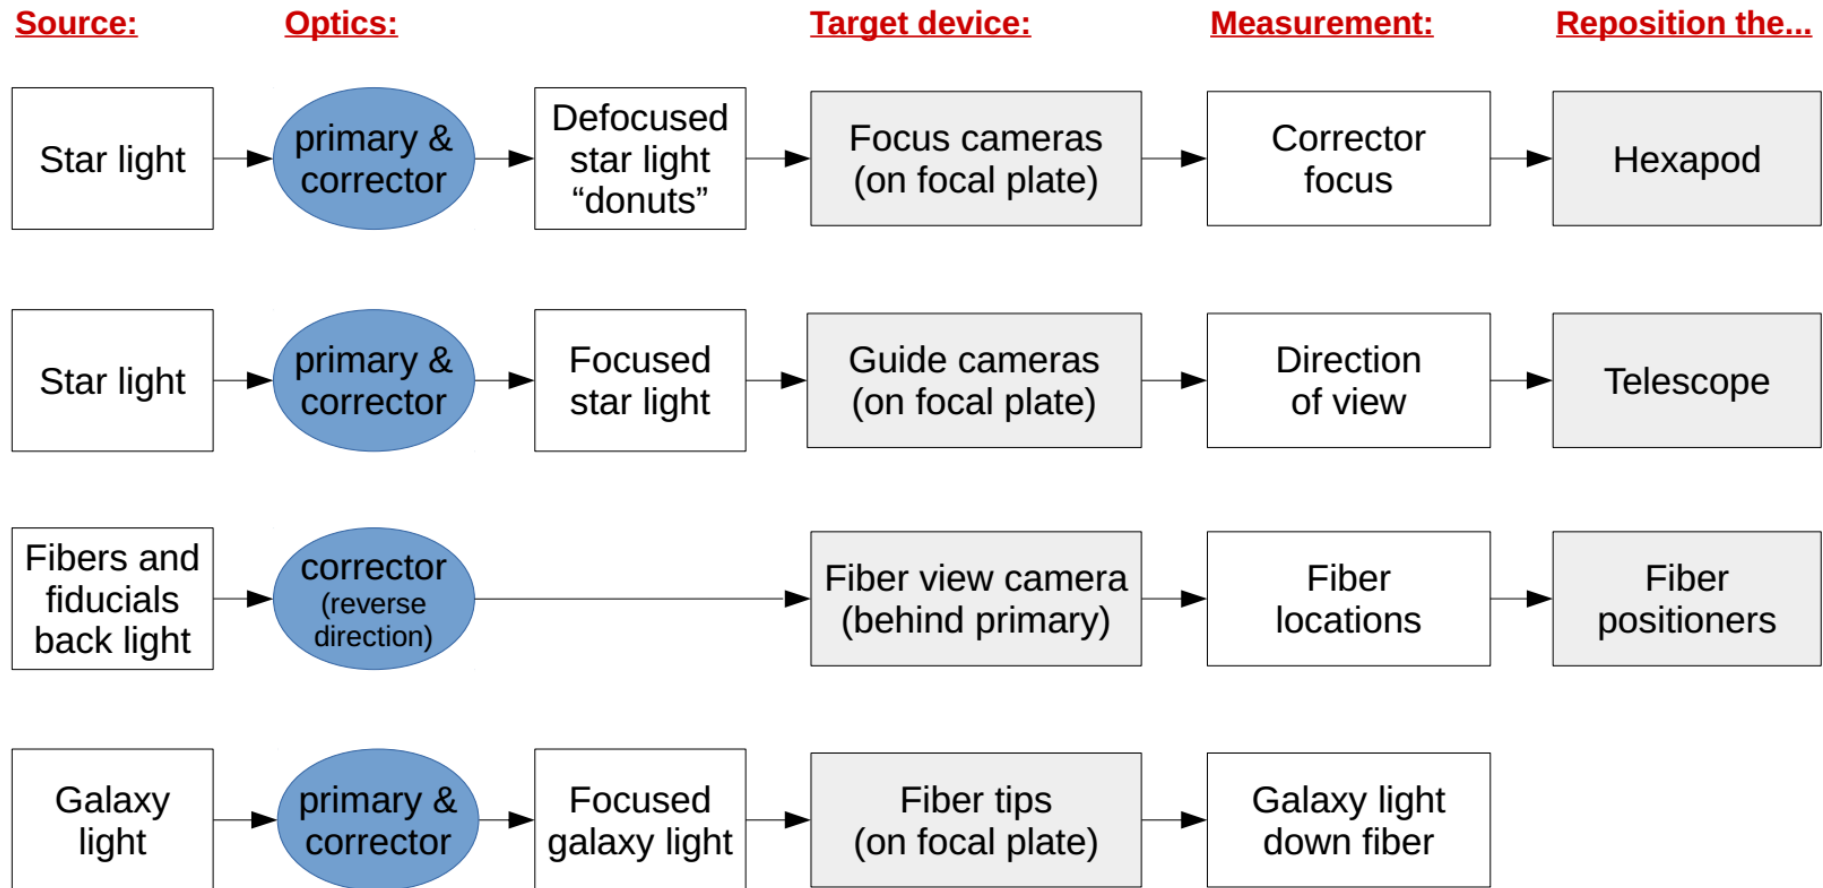 Source:
Optics:
Target device:
Measurement:
Reposition the...
Star light
primary &
corrector
Defocused
star light
“donuts”
Focus cameras
(on focal plate)
Corrector
focus
Hexapod
Star light
primary &
corrector
Focused
star light
Guide cameras
(on focal plate)
Direction
of view
Telescope
Fibers and
fiducials
back light
corrector
(reverse
direction)
Fiber view camera
(behind primary)
Fiber
locations
Fiber
positioners
Galaxy
light
primary &
corrector
Focused
galaxy light
Fiber tips
(on focal plate)
Galaxy light
down fiber